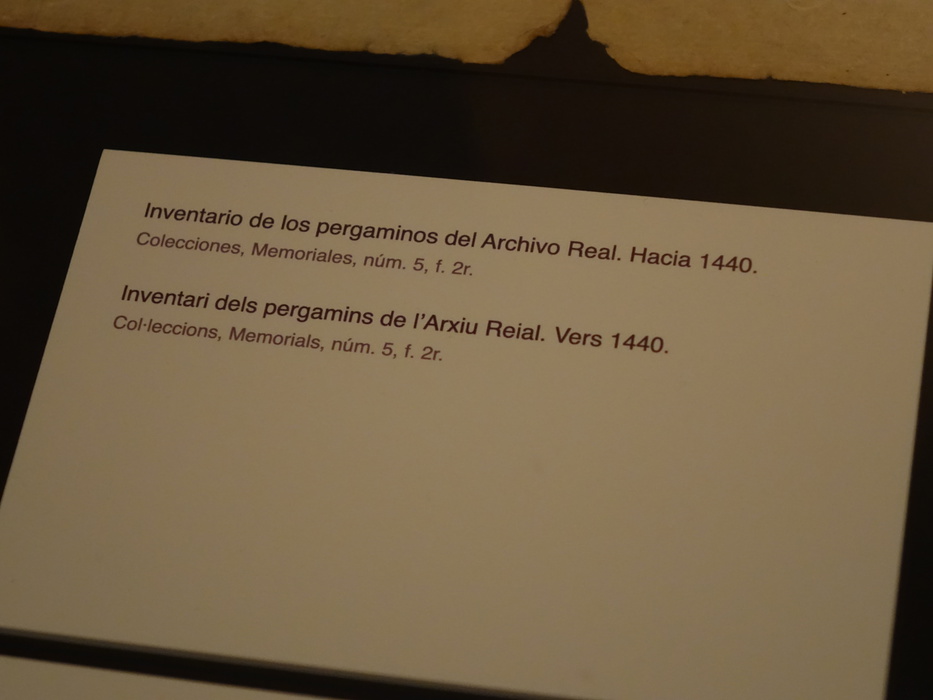 Inventario de los pergaminos del Archivo Real. Hacia 1440.
Colecciones, Memoriales, núm. 5, f. 2r.
Inventari dels pergamins de l'Arxiu Reial. Vers 1440.
Col·leccions, Memorials, núm. 5, f. 2r.